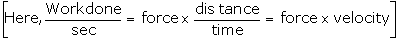 [Here, Workdone/sec = force x dis tance/time = force x velocity]